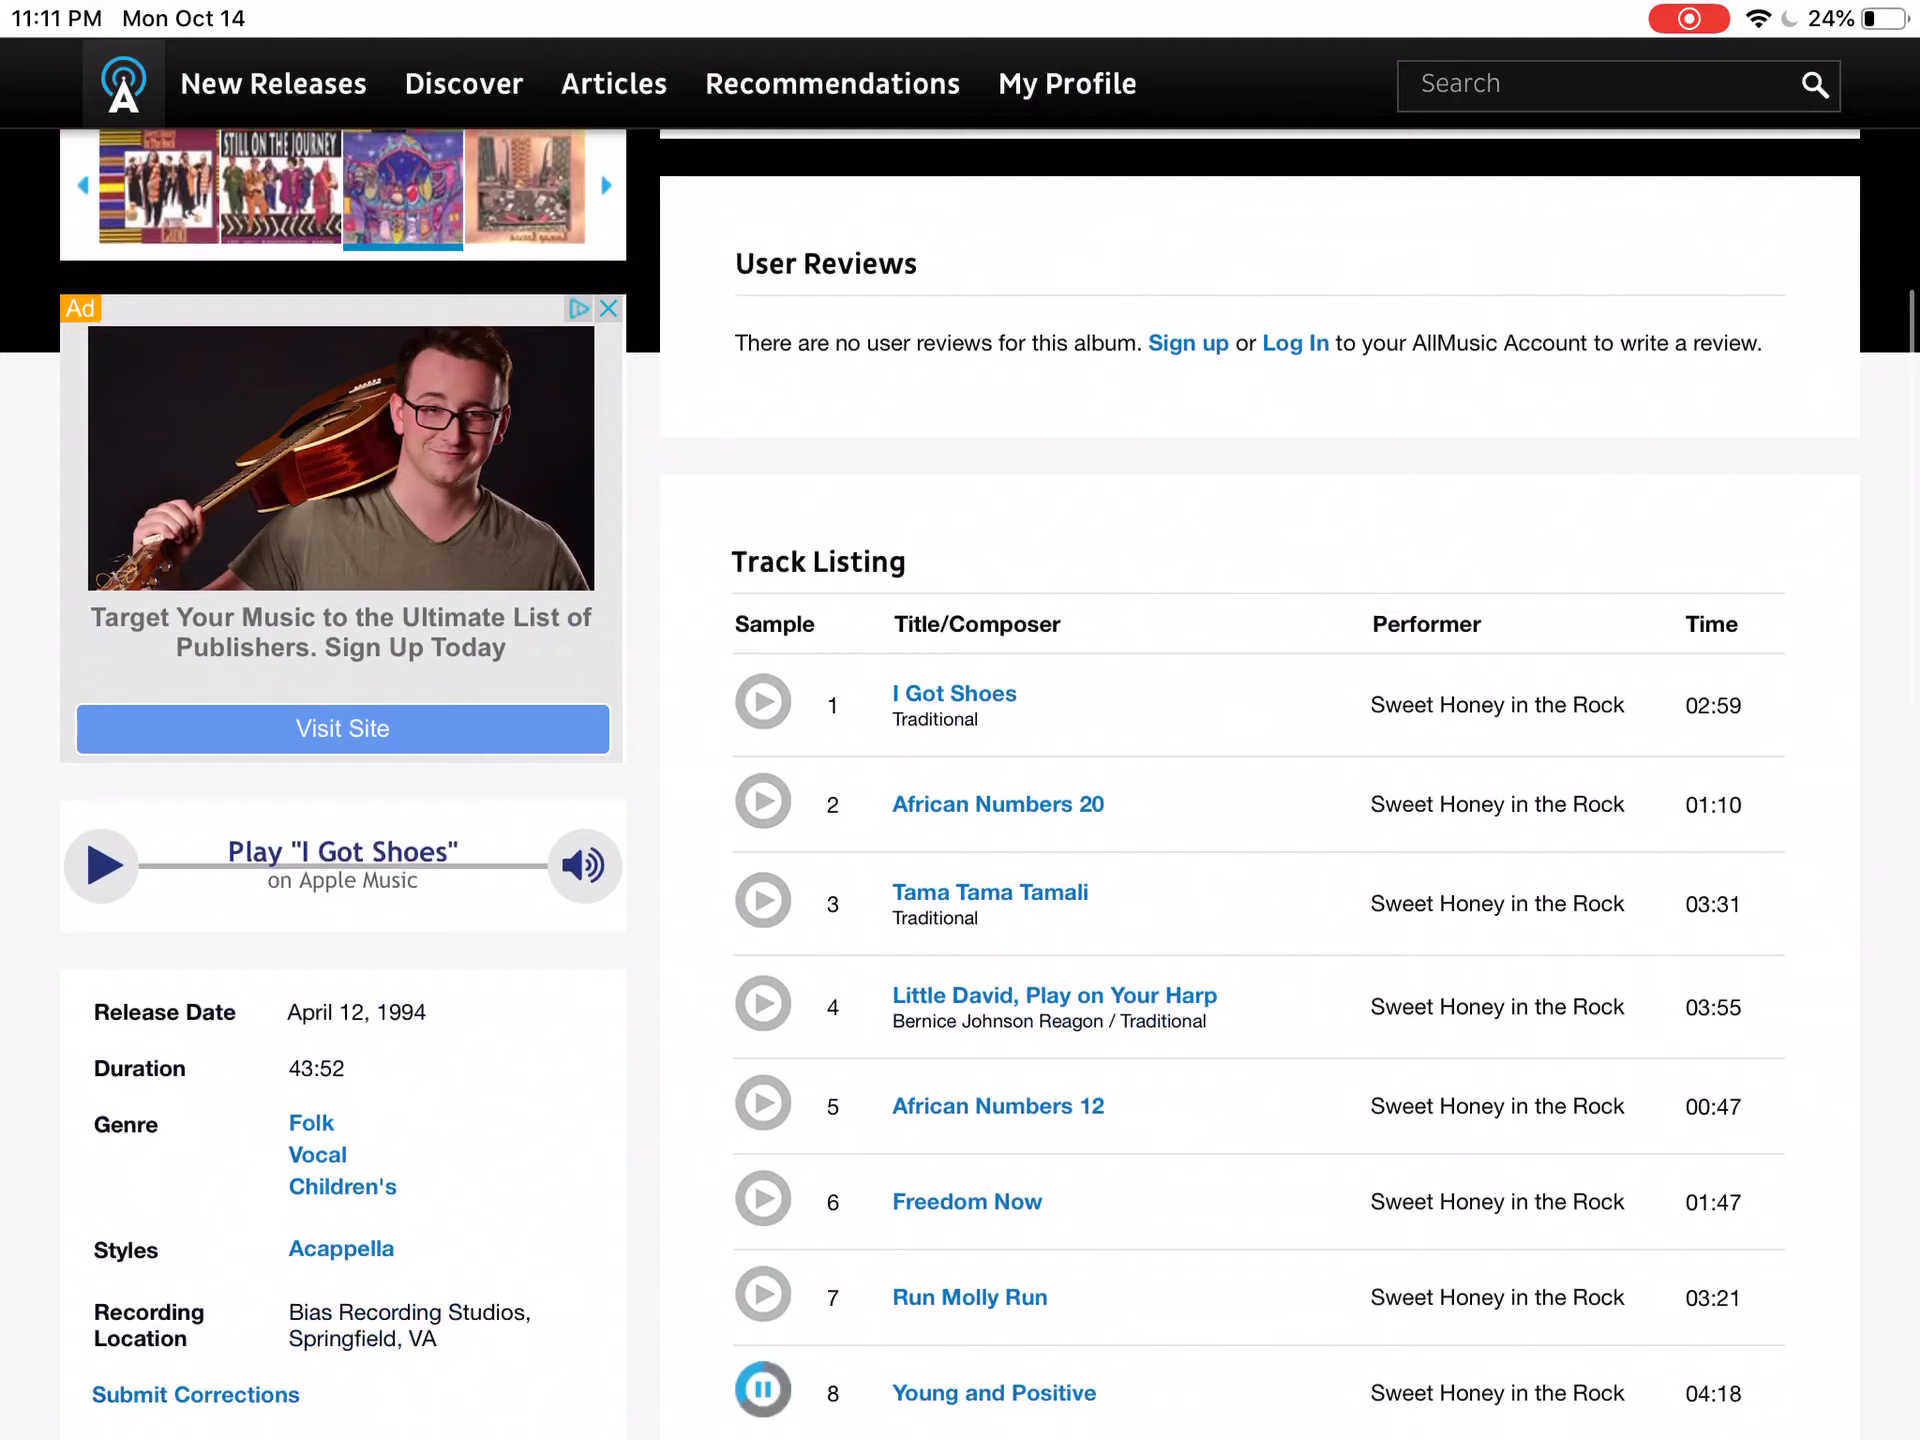 11:11 PM Mon Oct 14
24%
New Releases Discover Articles Recommendations My Profile
Search
STILL ON THE JOURNEY
User Reviews
There are no user reviews for this album. Sign up or Log In to your AllMusic Account to write a review.
Ad
Target Your Music to the Ultimate List of
Publishers. Sign Up Today
Visit Site
Play "I Got Shoes"
on Apple Music
Release Date April 12, 1994
Duration 43:52
Genre Folk
Vocal
Children's
Styles Acappella
Recording Bias Recording Studios,
Location Springfield, VA
Submit Corrections
Track Listing
Sample Title/Composer Performer Time
1 I Got Shoes Sweet Honey in the Rock 02:59
Traditional
2 African Numbers 20 Sweet Honey in the Rock 01:10
3 Tama Tama Tamali Sweet Honey in the Rock 03:31
Traditional
4 Little David, Play on Your Harp Sweet Honey in the Rock 03:55
Bernice Johnson Reagon / Traditional
5 African Numbers 12 Sweet Honey in the Rock 00:47
6 Freedom Now Sweet Honey in the Rock 01:47
7 Run Molly Run Sweet Honey in the Rock 03:21
8 Young and Positive Sweet Honey in the Rock 04:18